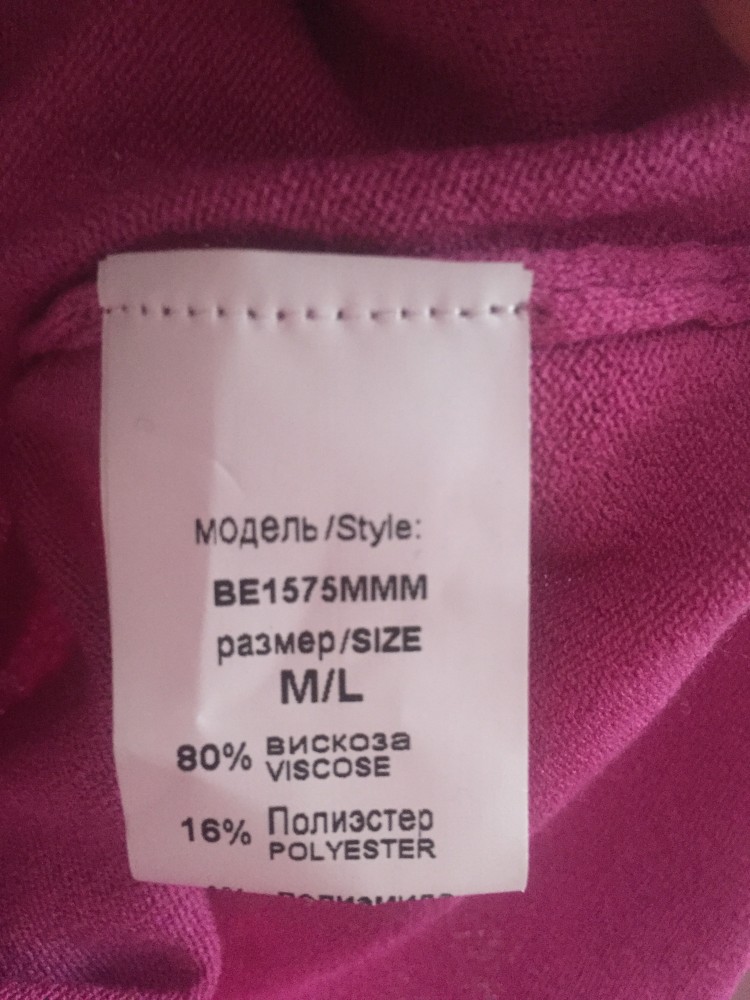 модель/Style:
BE1575MMM
размер/SIZE
M/L
80% вискоза
VISCOSE
16% Полиэстер
POLYESTER